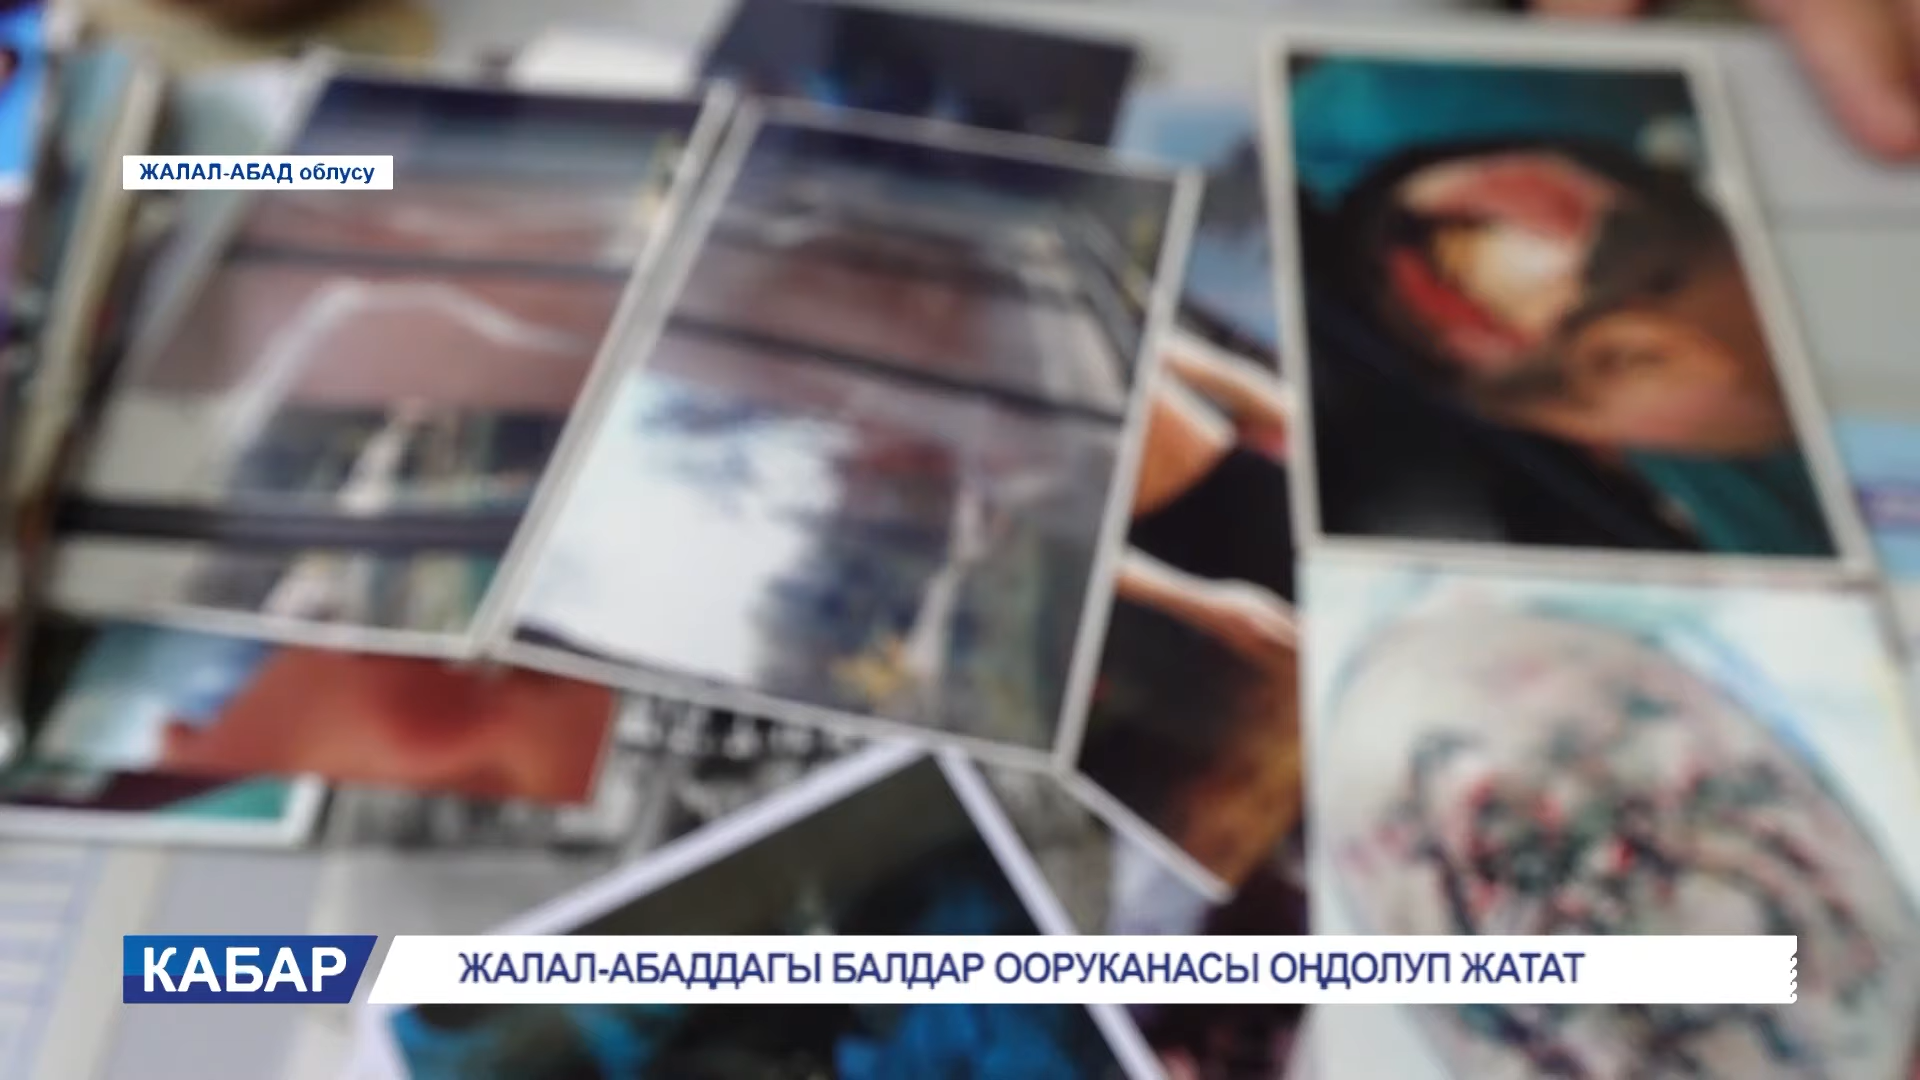 ЖАЛАЛ-АБАД облусу
КАБАР
ЖАЛАЛ-АБАДДАГЫ БАЛДАР ООРУКАНАСЫ ОҢДОЛУП ЖАТАТ